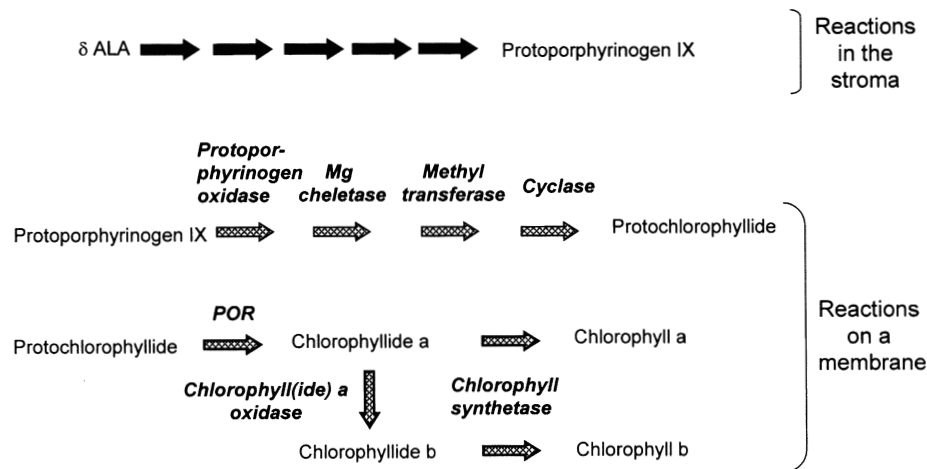 δ ALA
Protoporphyrinogen IX
Reactions
in the
stroma
Protopor-
phyrinogen
oxidase
Mg
cheletase
Methyl
transferase
Cyclase
Protoporphyrinogen IX
Protochlorophyllide
POR
Protochlorophyllide
Chlorophyllide a
Chlorophyll a
Chlorophyll(ide) a
oxidase
Chlorophyll
synthetase
Chlorophyllide b
Chlorophyll b
Reactions
on a
membrane